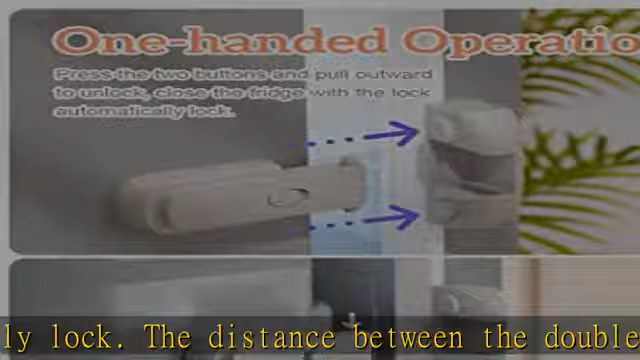 One-handed Operatio
Press the two buttons and pull outward
to unlock, close the fridge with the lock
automatically lock.
ly lock. The distance between the double